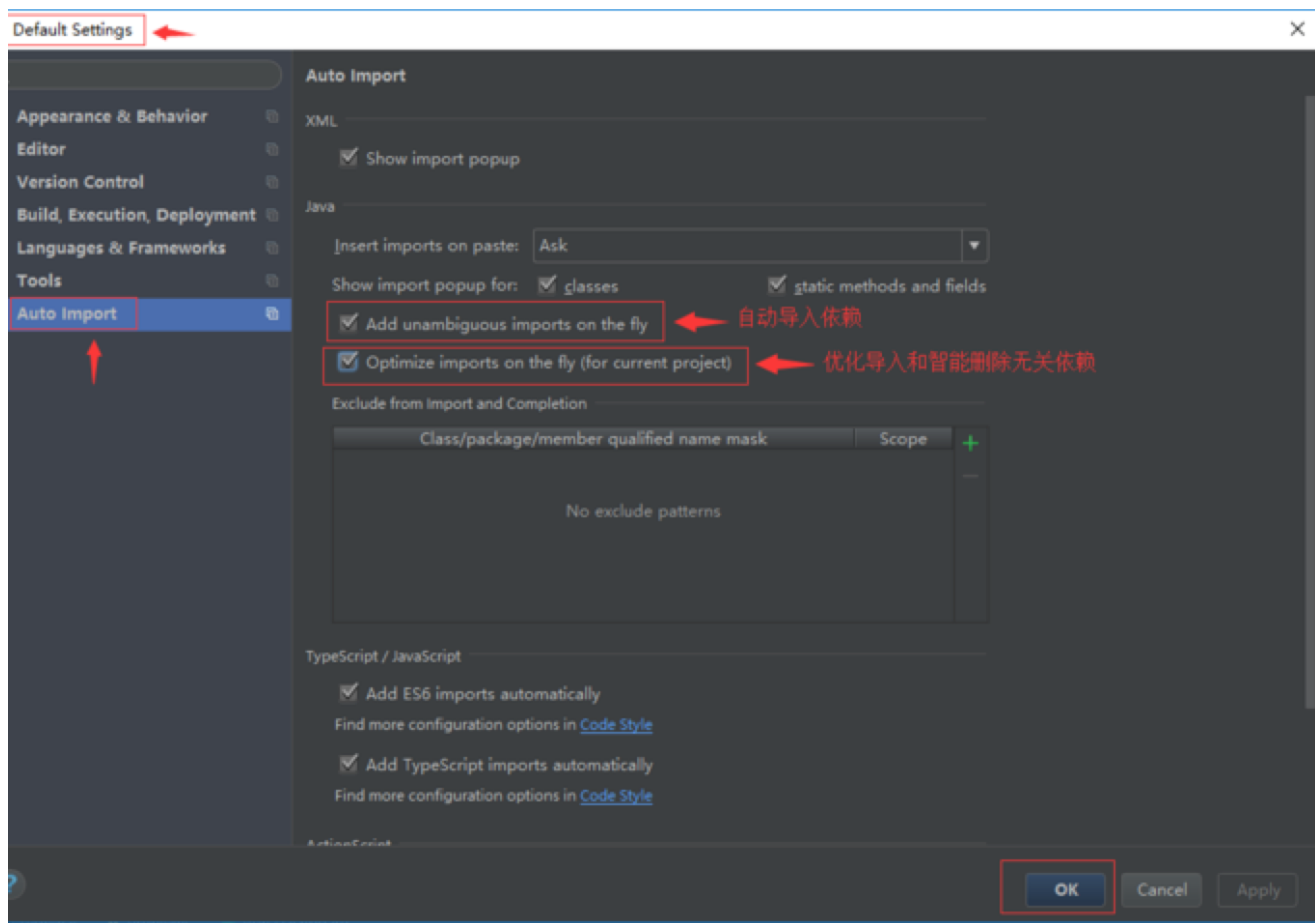 Default Settings
Auto Import
Appearance & Behavior
XML
Editor
Show import popup
Version Control
Build, Execution, Deployment
Java
Languages & Frameworks
Insert imports on paste: Ask
Tools
Show import popup for: classes static methods and fields
Auto Import
Add unambiguous imports on the fly 自动导入依赖
Optimize imports on the fly (for current project) 优化导入和智能删除无关依赖
Exclude from Import and Completion
Class/package/member qualified name mask Scope
No exclude patterns
TypeScript / JavaScript
Add ES6 imports automatically
Find more configuration options in Code Style
Add TypeScript imports automatically
Find more configuration options in Code Style
ActionScript
? OK Cancel Apply